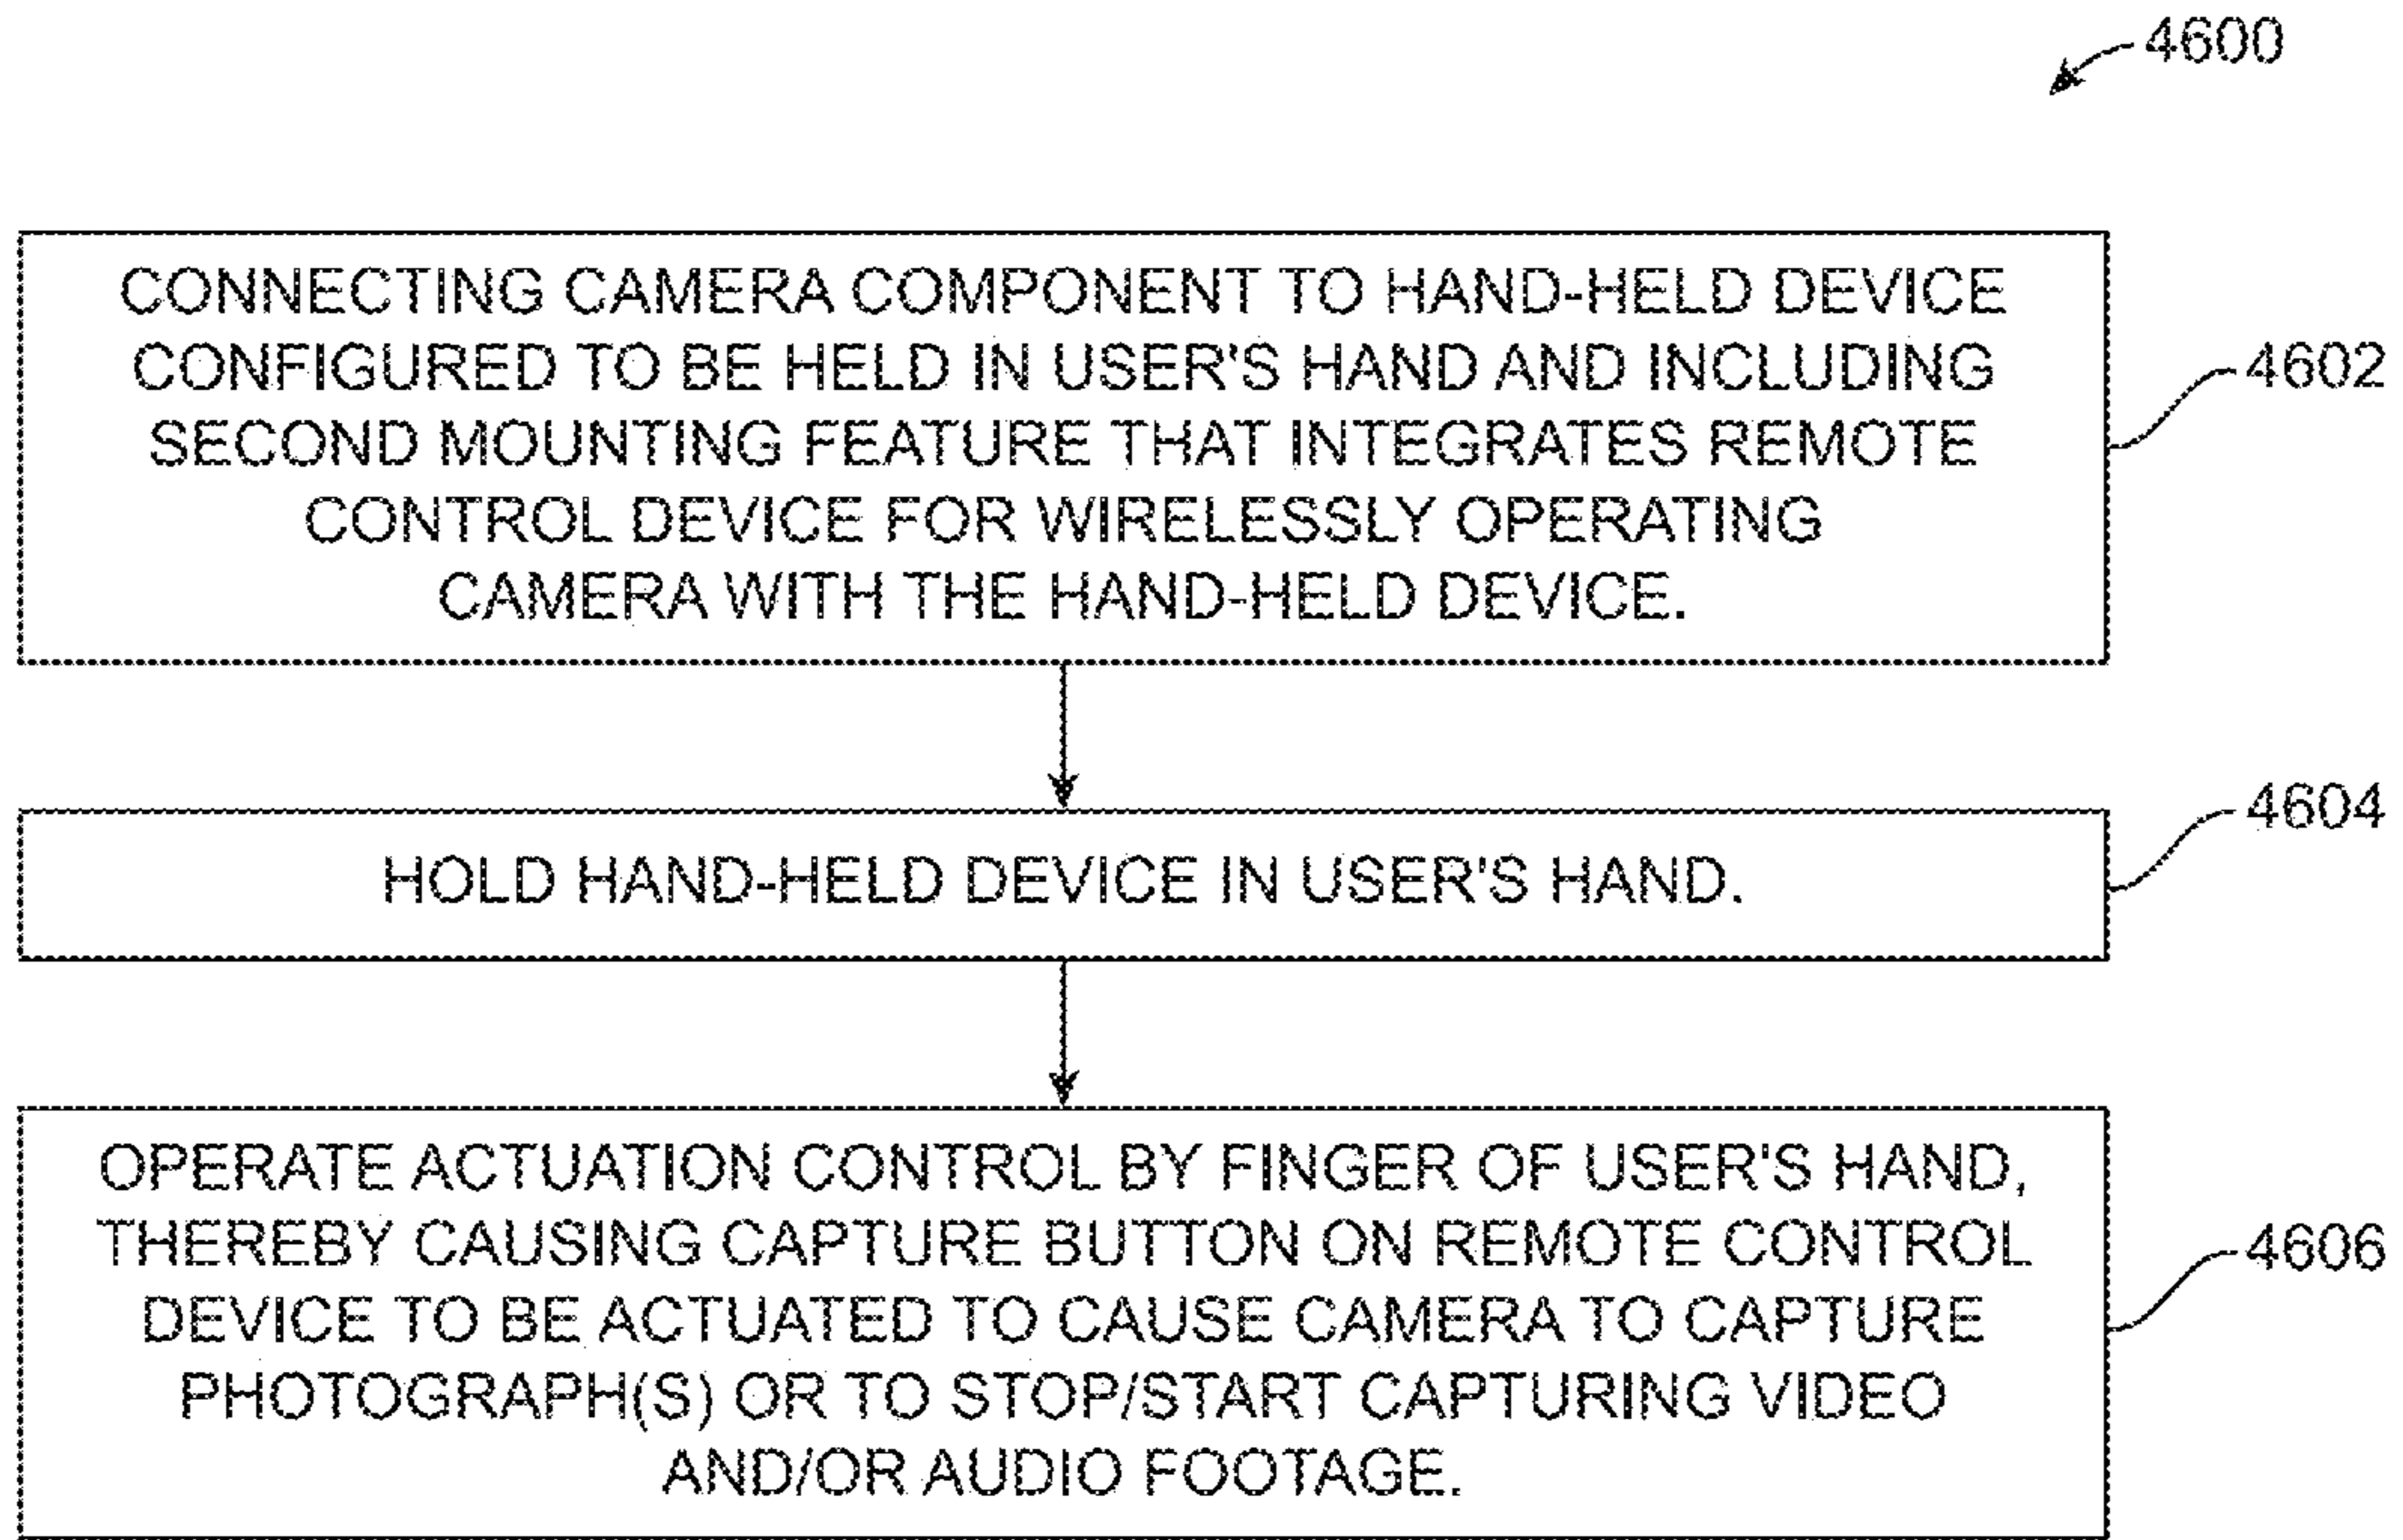 4600
CONNECTING CAMERA COMPONENT TO HAND-HELD DEVICE
CONFIGURED TO BE HELD IN USER'S HAND AND INCLUDING
SECOND MOUNTING FEATURE THAT INTEGRATES REMOTE
CONTROL DEVICE FOR WIRELESSLY OPERATING
CAMERA WITH THE HAND-HELD DEVICE.
4602
HOLD HAND-HELD DEVICE IN USER'S HAND.
4604
OPERATE ACTUATION CONTROL BY FINGER OF USER'S HAND,
THEREBY CAUSING CAPTURE BUTTON ON REMOTE CONTROL
DEVICE TO BE ACTUATED TO CAUSE CAMERA TO CAPTURE
PHOTOGRAPH(S) OR TO STOP/START CAPTURING VIDEO
AND/OR AUDIO FOOTAGE.
4606